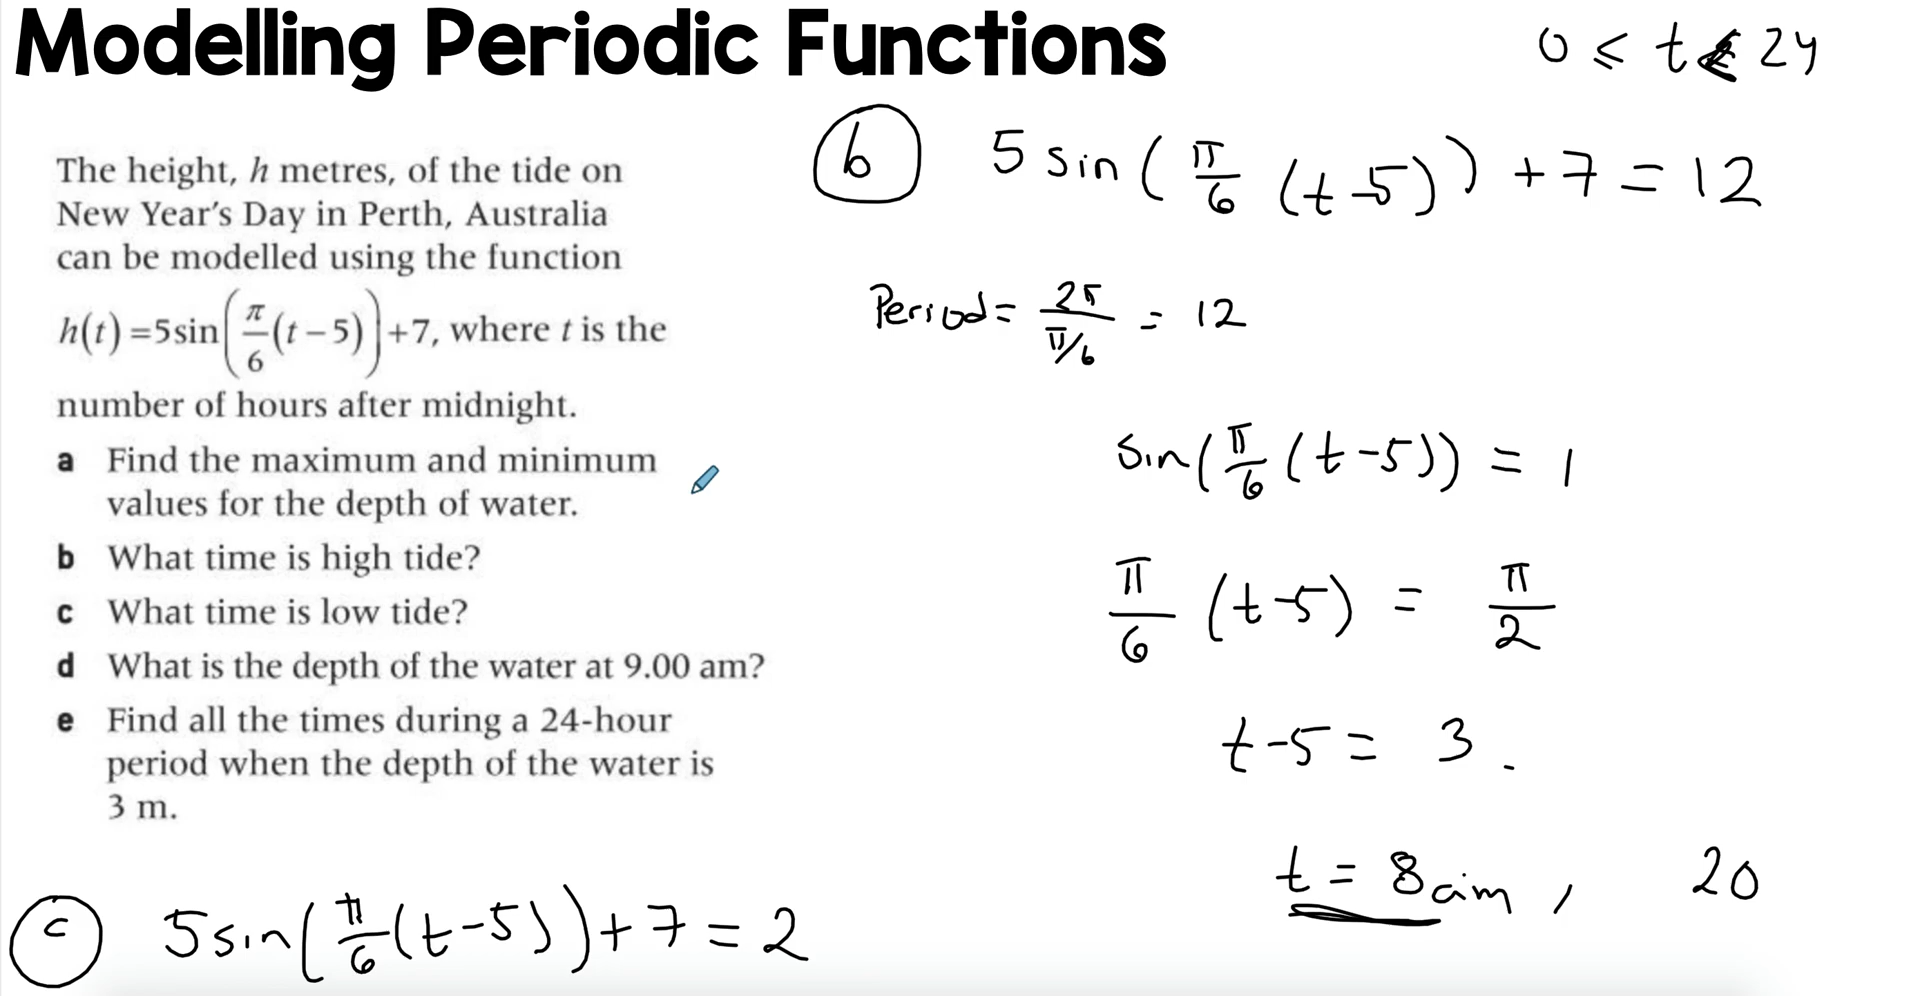 Modelling Periodic Functions
0 ≤ t < 24
The height, h metres, of the tide on
New Year's Day in Perth, Australia
can be modelled using the function
h(t) =5sin(π/6(t − 5))+7, where t is the
number of hours after midnight.
a Find the maximum and minimum
values for the depth of water.
b What time is high tide?
c What time is low tide?
d What is the depth of the water at 9.00 am?
e Find all the times during a 24-hour
period when the depth of the water is
3 m.
b 5 sin(π/6 (t-5)) + 7 = 12
Period = 2π/(π/6) = 12
sin(π/6(t-5)) = 1
π/6 (t-5) = π/2
t-5 = 3.
t = 8am, 20
c 5sin(π/6(t-5))+7 = 2